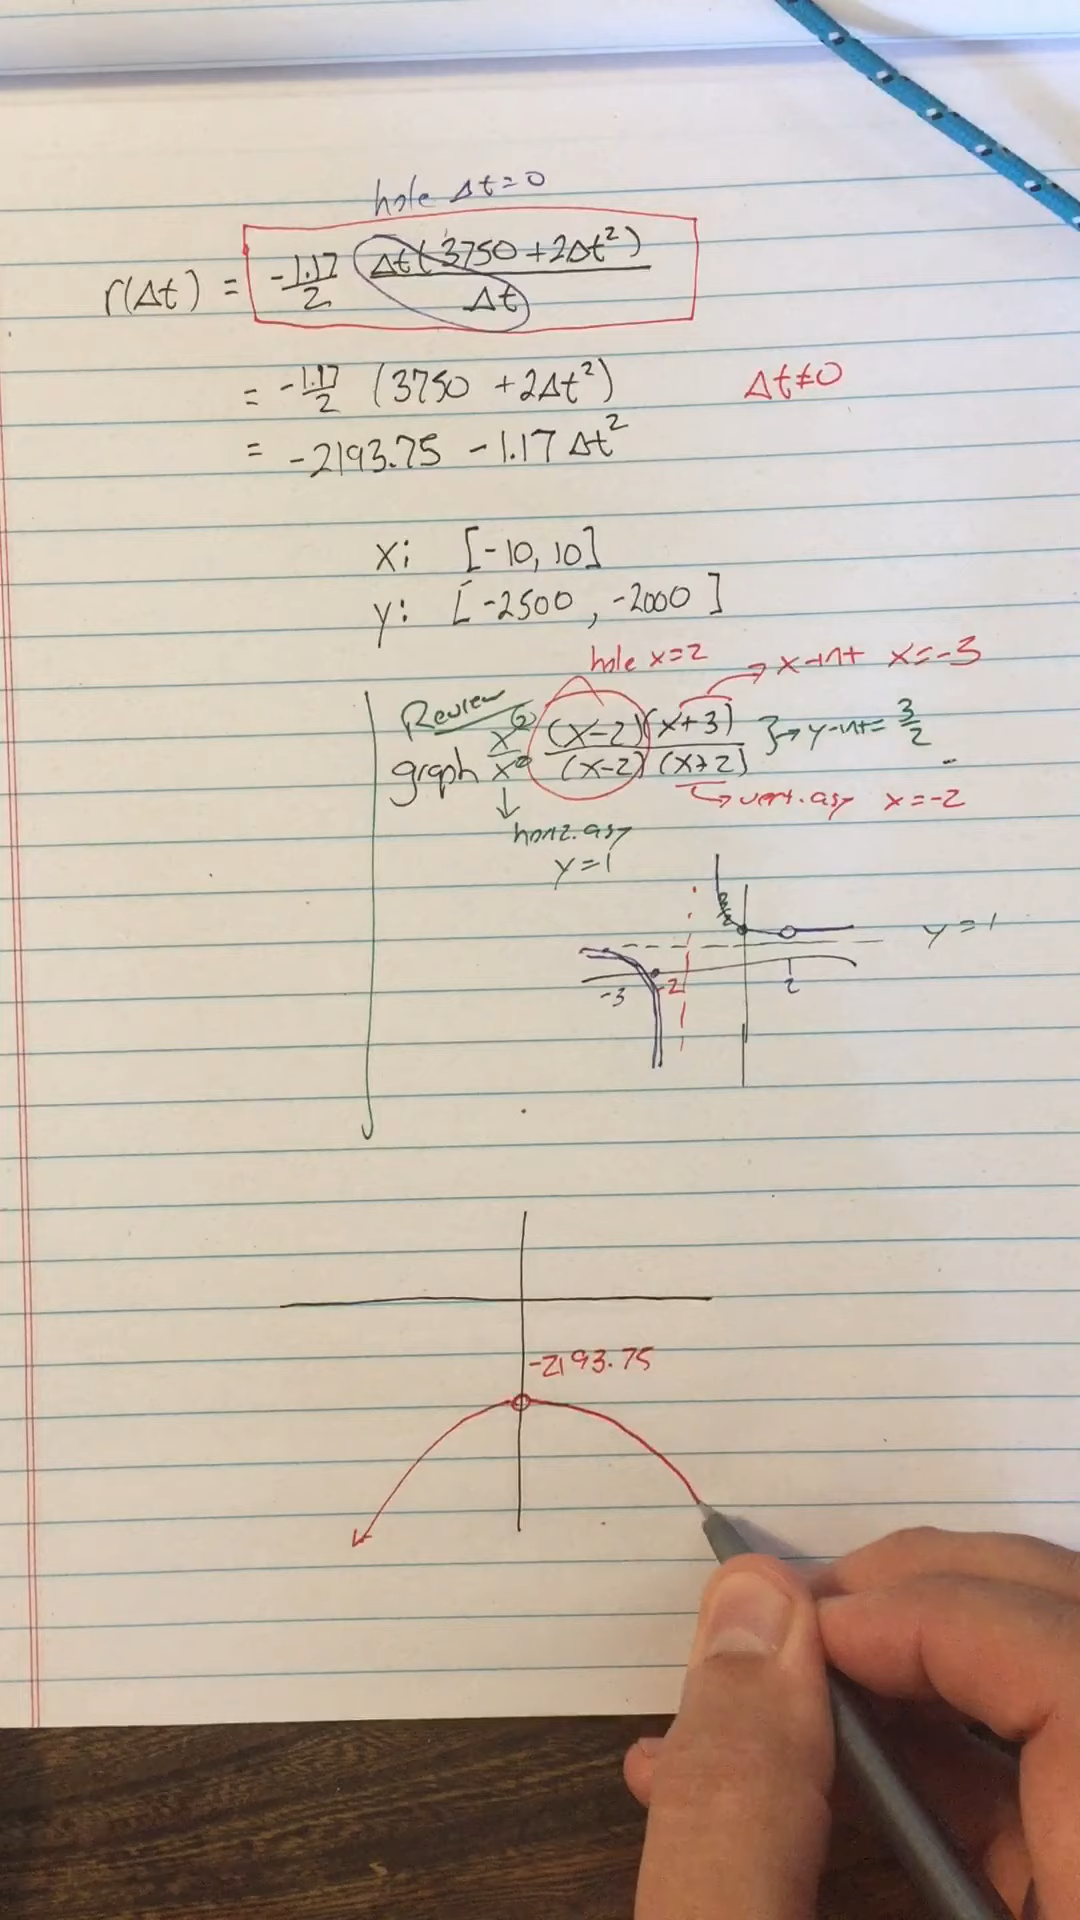 hole Δt=0
r(Δt) = -1.17/2 Δt(3750+2Δt²)/Δt
= -1.17/2 (3750 +2Δt²) Δt≠0
= -2193.75 -1.17Δt²
x: [-10, 10]
y: [-2500, -2000]
hole x=2 → x-int x=-3
Review
graph x²/x² (x-2)(x+3)/(x-2)(x+2) }→y-int= 3/2
→vert.asy x=-2
↓
horiz.asy
y=1
y=1
-3 -2 2
-2193.75